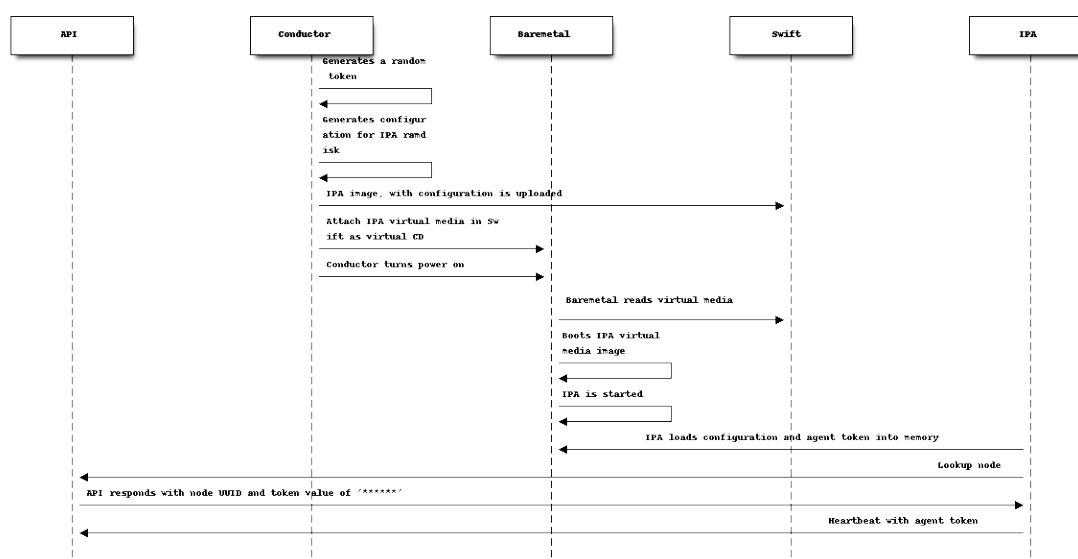 API
Conductor
Baremetal
Swift
IPA
Generates a random
token
Generates configur
ation for IPA ramd
isk
IPA image, with configuration is uploaded
Attach IPA virtual media in Sw
ift as virtual CD
Conductor turns power on
Baremetal reads virtual media
Boots IPA virtual
media image
IPA is started
IPA loads configuration and agent token into memory
Lookup node
API responds with node UUID and token value of '******'
Heartbeat with agent token